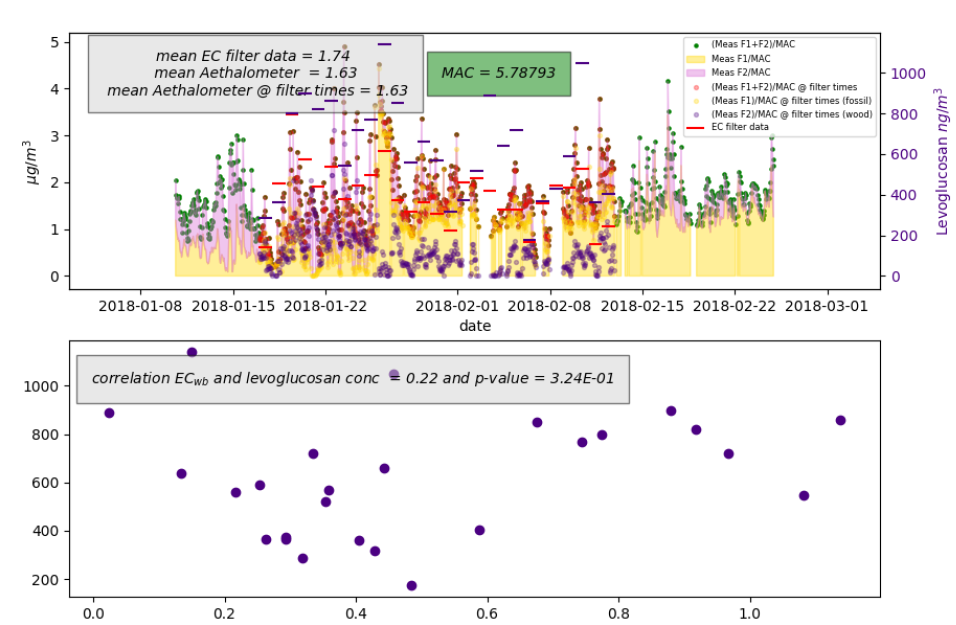 mean EC filter data = 1.74
mean Aethalometer = 1.63
mean Aethalometer @ filter times = 1.63
MAC = 5.78793
(Meas F1+F2)/MAC
Meas F1/MAC
Meas F2/MAC
(Meas F1+F2)/MAC @ filter times
(Meas F1)/MAC @ filter times (fossil)
(Meas F2)/MAC @ filter times (wood)
EC filter data
5
4
3
2
1
0
μg/m³
1000
800
600
400
200
0
Levoglucosan ng/m³
2018-01-08
2018-01-15
2018-01-22
2018-02-01
2018-02-08
2018-02-15
2018-02-22
2018-03-01
date
correlation EC_wb and levoglucosan conc = 0.22 and p-value = 3.24E-01
1000
800
600
400
200
0.0
0.2
0.4
0.6
0.8
1.0